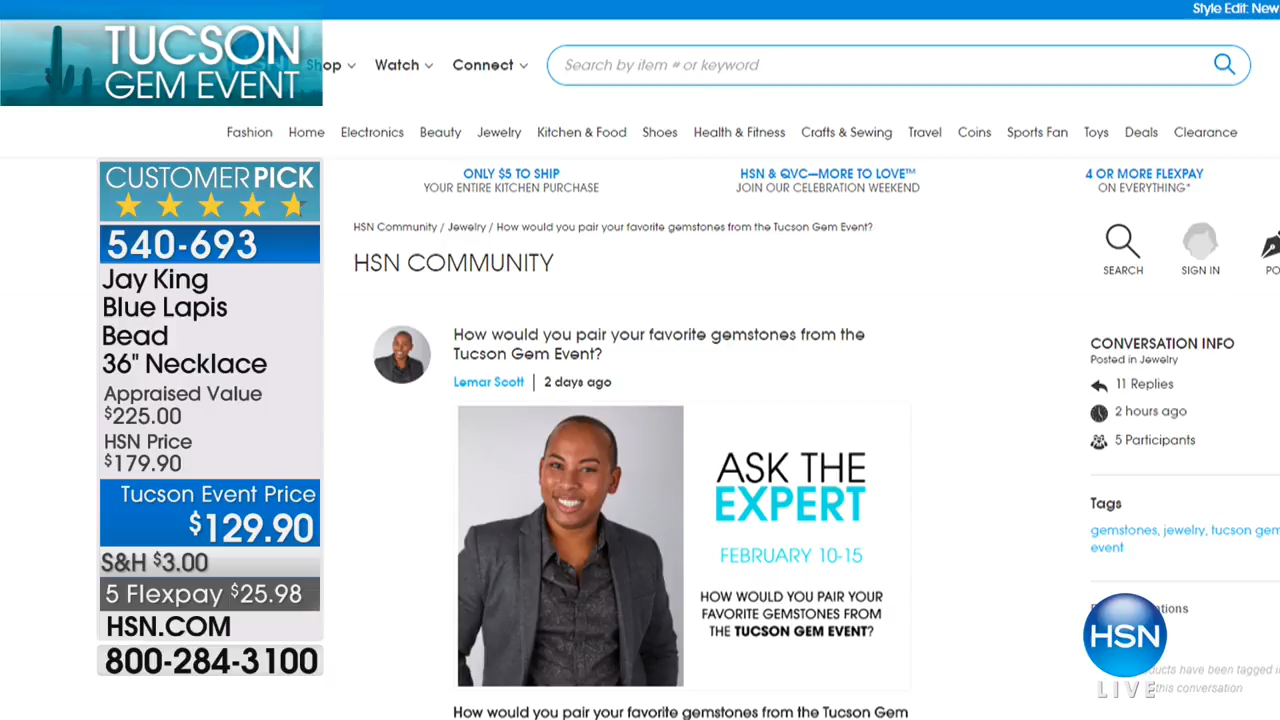 Style Edit: New
TUCSON
GEM EVENT
Shop
Watch
Connect
Search by item # or keyword
Fashion
Home
Electronics
Beauty
Jewelry
Kitchen & Food
Shoes
Health & Fitness
Crafts & Sewing
Travel
Coins
Sports Fan
Toys
Deals
Clearance
CUSTOMER PICK
540-693
Jay King
Blue Lapis
Bead
36" Necklace
Appraised Value
$225.00
HSN Price
$179.90
Tucson Event Price
$129.90
S&H $3.00
5 Flexpay $25.98
HSN.COM
800-284-3100
ONLY $5 TO SHIP
YOUR ENTIRE KITCHEN PURCHASE
HSN & QVC—MORE TO LOVE™
JOIN OUR CELEBRATION WEEKEND
4 OR MORE FLEXPAY
ON EVERYTHING*
HSN Community / Jewelry / How would you pair your favorite gemstones from the Tucson Gem Event?
HSN COMMUNITY
SEARCH
SIGN IN
PO
How would you pair your favorite gemstones from the
Tucson Gem Event?
Lemar Scott | 2 days ago
ASK THE
EXPERT
FEBRUARY 10-15
HOW WOULD YOU PAIR YOUR
FAVORITE GEMSTONES FROM
THE TUCSON GEM EVENT?
How would you pair your favorite gemstones from the Tucson Gem
CONVERSATION INFO
Posted in Jewelry
11 Replies
2 hours ago
5 Participants
Tags
gemstones, jewelry, tucson gem
event
HSN
LIVE
ducts have been tagged i
this conversation